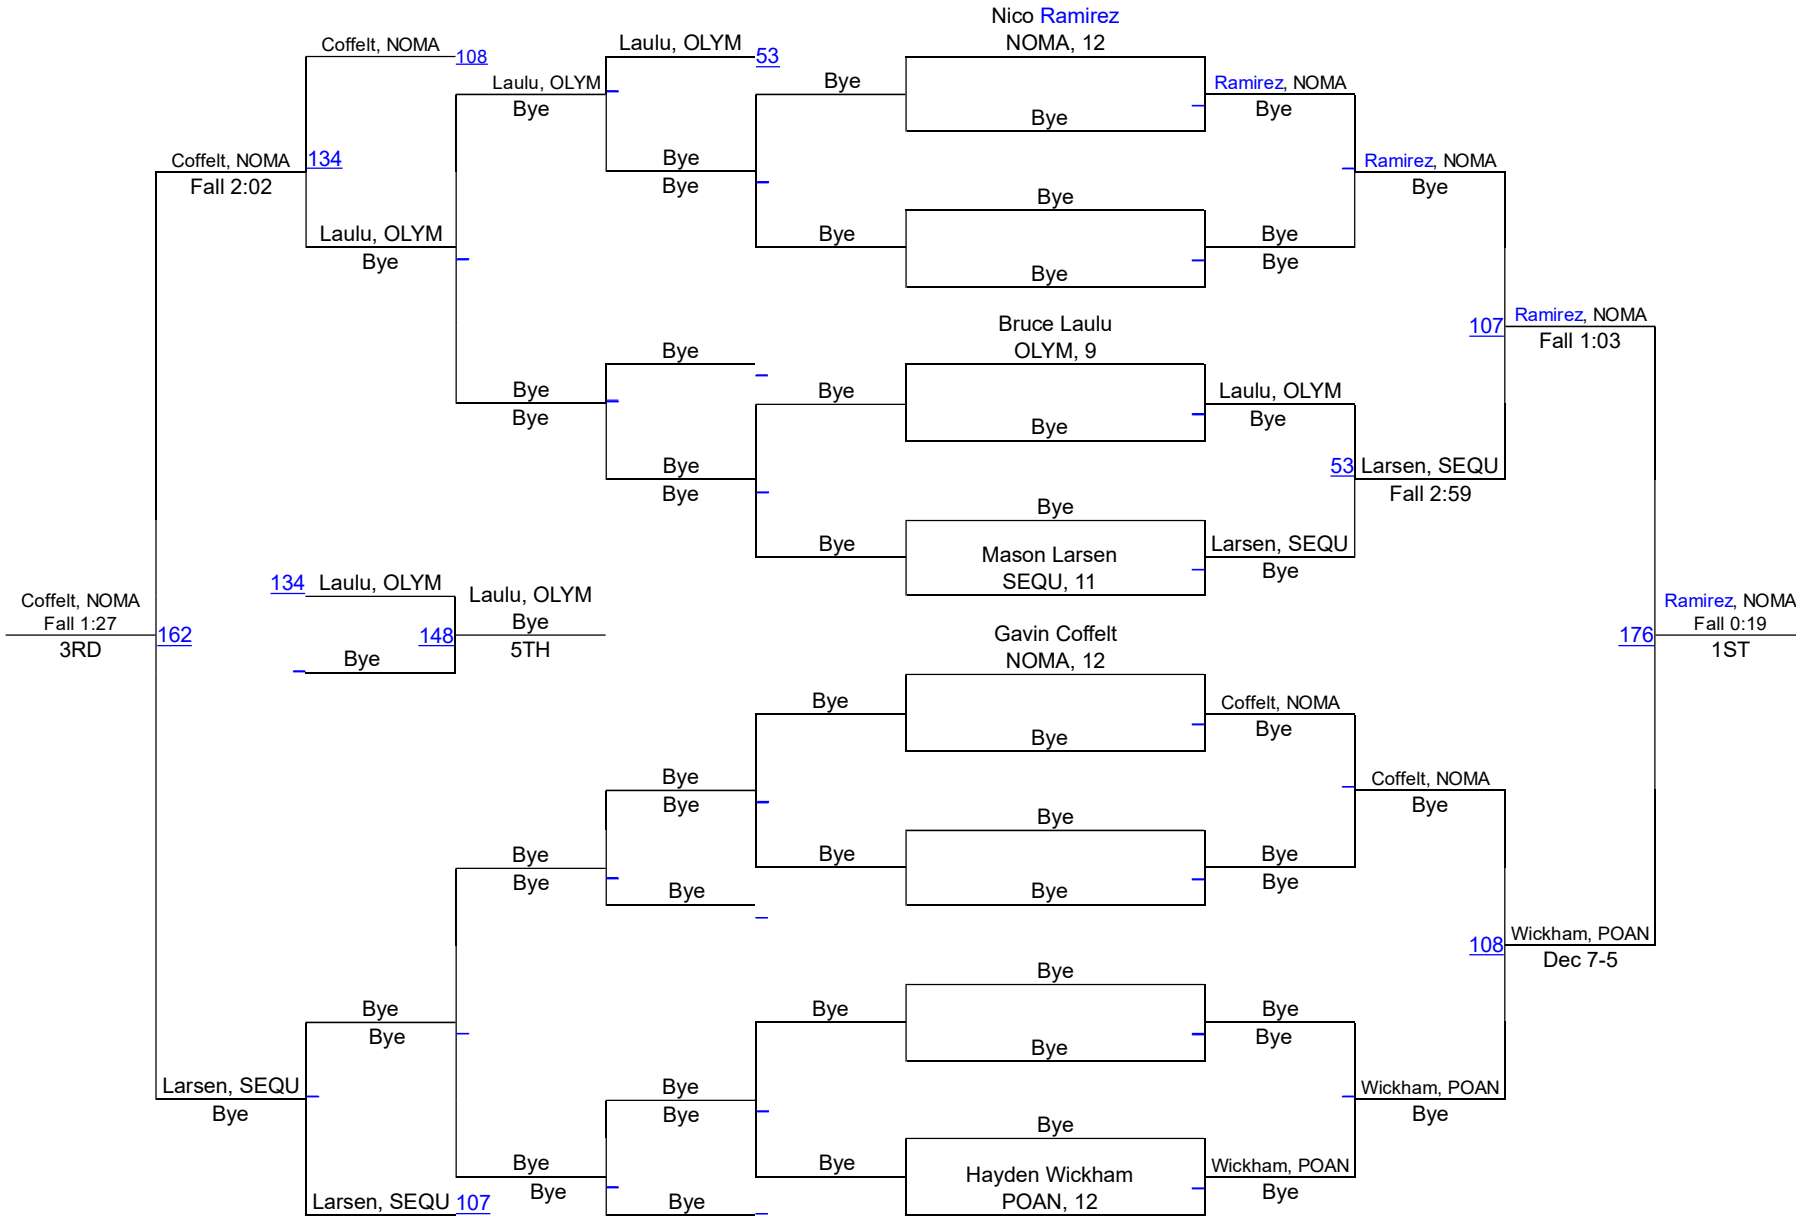 Nico Ramirez
NOMA, 12
Coffelt, NOMA
108
Laulu, OLYM
53
Laulu, OLYM
Bye
Bye
Ramirez, NOMA
Bye
Bye
Coffelt, NOMA
134
Fall 2:02
Bye
Bye
Ramirez, NOMA
Bye
Bye
Laulu, OLYM
Bye
Bye
Bye
Bye
Bye
Bye
Bruce Laulu
OLYM, 9
Ramirez, NOMA
107
Fall 1:03
Bye
Bye
Bye
Bye
Laulu, OLYM
Bye
Bye
Bye
Bye
53
Larsen, SEQU
Fall 2:59
Bye
Bye
Mason Larsen
SEQU, 11
Larsen, SEQU
Bye
134
Laulu, OLYM
Laulu, OLYM
Bye
148
5TH
Bye
Coffelt, NOMA
Fall 1:27
162
3RD
Ramirez, NOMA
Fall 0:19
176
1ST
Gavin Coffelt
NOMA, 12
Bye
Bye
Coffelt, NOMA
Bye
Bye
Bye
Coffelt, NOMA
Bye
Bye
Bye
Bye
Bye
Bye
Bye
Bye
Bye
Bye
108
Wickham, POAN
Dec 7-5
Bye
Bye
Bye
Bye
Bye
Bye
Bye
Larsen, SEQU
Bye
Bye
Bye
Wickham, POAN
Bye
Bye
Bye
Bye
Bye
Hayden Wickham
POAN, 12
Wickham, POAN
Bye
Larsen, SEQU
107
Bye